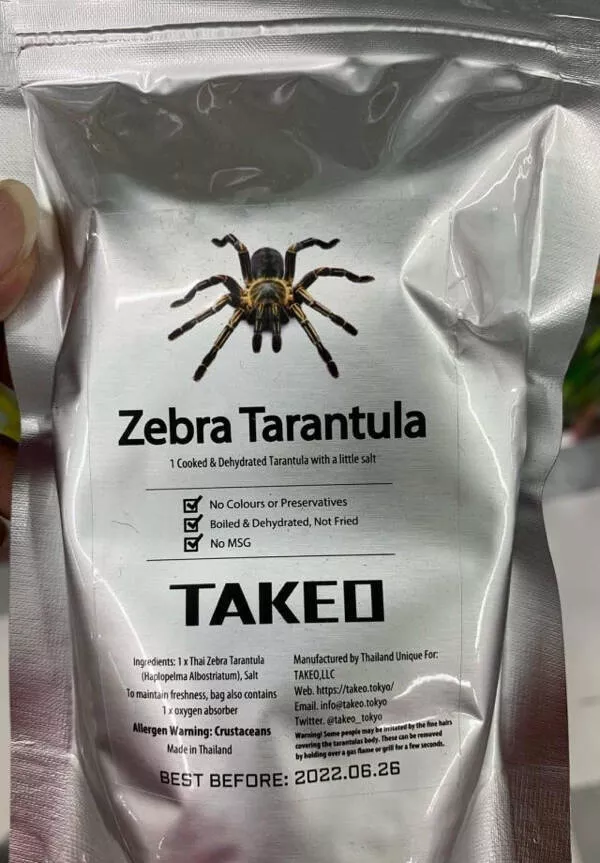 Zebra Tarantula
1 Cooked & Dehydrated Tarantula with a little salt
No Colours or Preservatives
Boiled & Dehydrated, Not Fried
No MSG
TAKEO
Ingredients: 1 x Thai Zebra Tarantula
(Haplopelma Albostriatum), Salt
To maintain freshness, bag also contains
1 x oxygen absorber
Allergen Warning: Crustaceans
Made in Thailand
Manufactured by Thailand Unique For:
TAKEO,LLC
Web. https://takeo.tokyo/
Email. info@takeo.tokyo
Twitter. @takeo_tokyo
Warning! Some people may be irritated by the fine hairs
covering the tarantulas body. These can be removed
by holding over a gas flame or grill for a few seconds.
BEST BEFORE: 2022.06.26